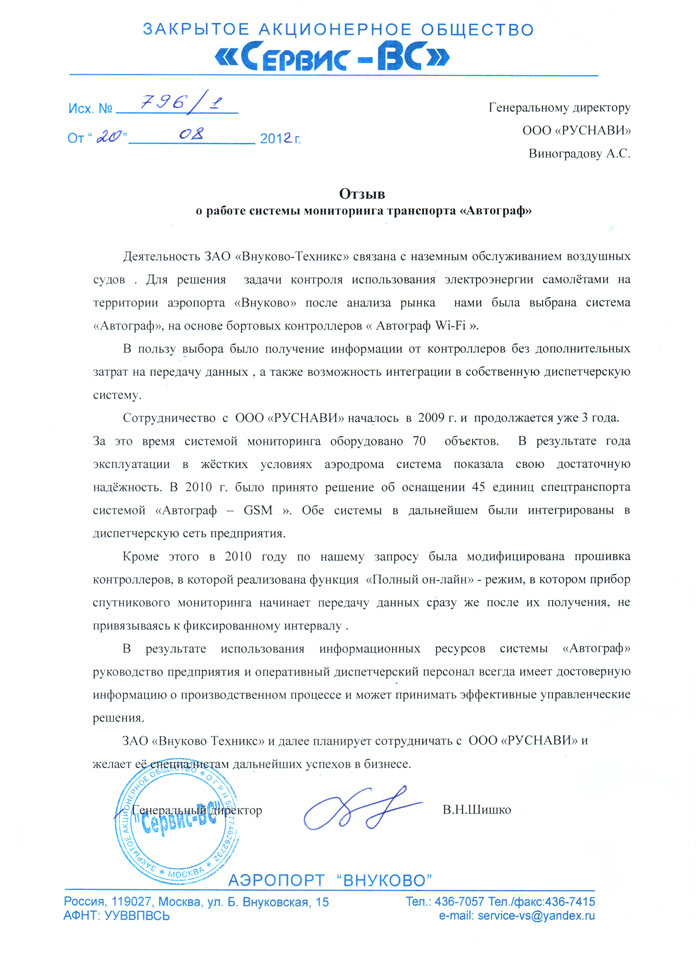 ЗАКРЫТОЕ АКЦИОНЕРНОЕ ОБЩЕСТВО
«СЕРВИС-ВС»
Исх. № 796/1
От “ 20 ” 08 2012 г.
Генеральному директору
ООО «РУСНАВИ»
Виноградову А.С.
Отзыв
о работе системы мониторинга транспорта «Автограф»
Деятельность ЗАО «Внуково-Техникс» связана с наземным обслуживанием воздушных
судов . Для решения задачи контроля использования электроэнергии самолётами на
территории аэропорта «Внуково» после анализа рынка нами была выбрана система
«Автограф», на основе бортовых контроллеров « Автограф Wi-Fi ».
В пользу выбора было получение информации от контроллеров без дополнительных
затрат на передачу данных , а также возможность интеграции в собственную диспетчерскую
систему.
Сотрудничество с ООО «РУСНАВИ» началось в 2009 г. и продолжается уже 3 года.
За это время системой мониторинга оборудовано 70 объектов. В результате года
эксплуатации в жёстких условиях аэродрома система показала свою достаточную
надёжность. В 2010 г. было принято решение об оснащении 45 единиц спецтранспорта
системой «Автограф – GSM ». Обе системы в дальнейшем были интегрированы в
диспетчерскую сеть предприятия.
Кроме этого в 2010 году по нашему запросу была модифицирована прошивка
контроллеров, в которой реализована функция «Полный он-лайн» - режим, в котором прибор
спутникового мониторинга начинает передачу данных сразу же после их получения, не
привязываясь к фиксированному интервалу .
В результате использования информационных ресурсов системы «Автограф»
руководство предприятия и оперативный диспетчерский персонал всегда имеет достоверную
информацию о производственном процессе и может принимать эффективные управленческие
решения.
ЗАО «Внуково Техникс» и далее планирует сотрудничать с ООО «РУСНАВИ» и
желает её специалистам дальнейших успехов в бизнесе.
Генеральный директор
В.Н.Шишко
ЗАКРЫТОЕ АКЦИОНЕРНОЕ ОБЩЕСТВО
"Сервис-ВС"
МОСКВА
АЭРОПОРТ “ВНУКОВО”
Россия, 119027, Москва, ул. Б. Внуковская, 15
Тел.: 436-7057 Тел./факс:436-7415
АФНТ: УУВВПВСЬ
e-mail: service-vs@yandex.ru